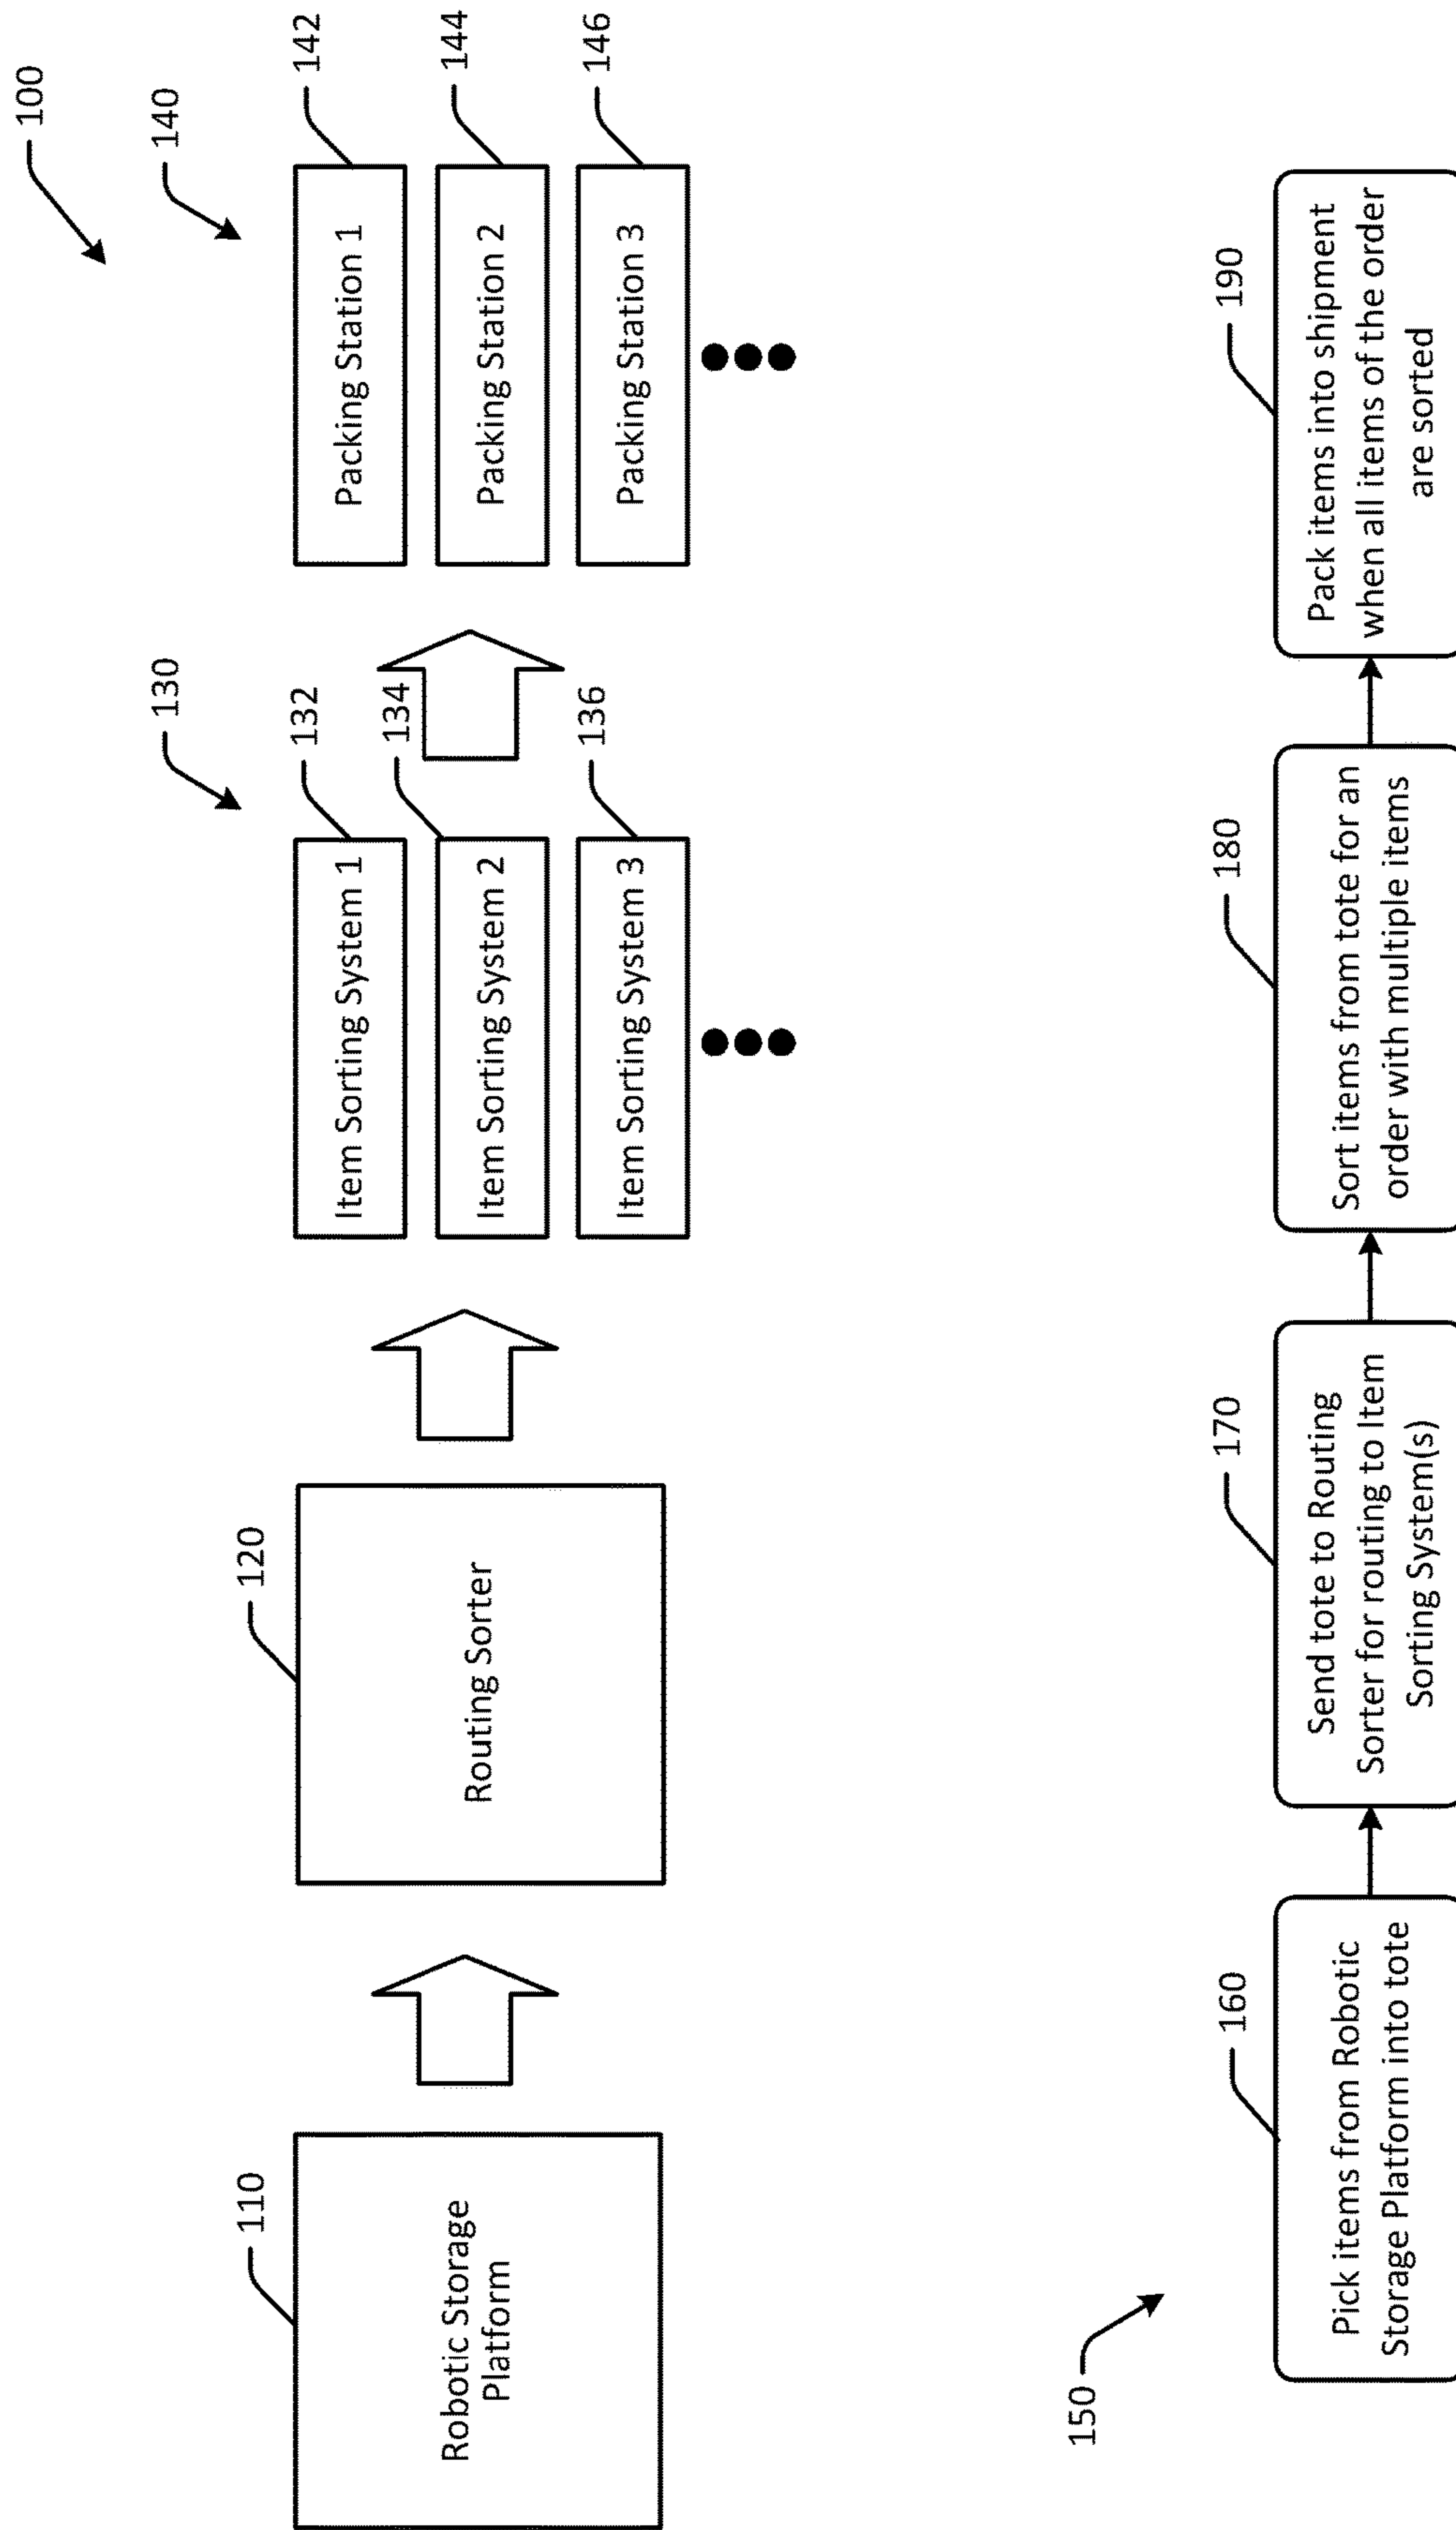 100
110
Robotic Storage
Platform
120
Routing Sorter
130
132
Item Sorting System 1
134
Item Sorting System 2
136
Item Sorting System 3
140
142
Packing Station 1
144
Packing Station 2
146
Packing Station 3
150
160
Pick items from Robotic
Storage Platform into tote
170
Send tote to Routing
Sorter for routing to Item
Sorting System(s)
180
Sort items from tote for an
order with multiple items
190
Pack items into shipment
when all items of the order
are sorted